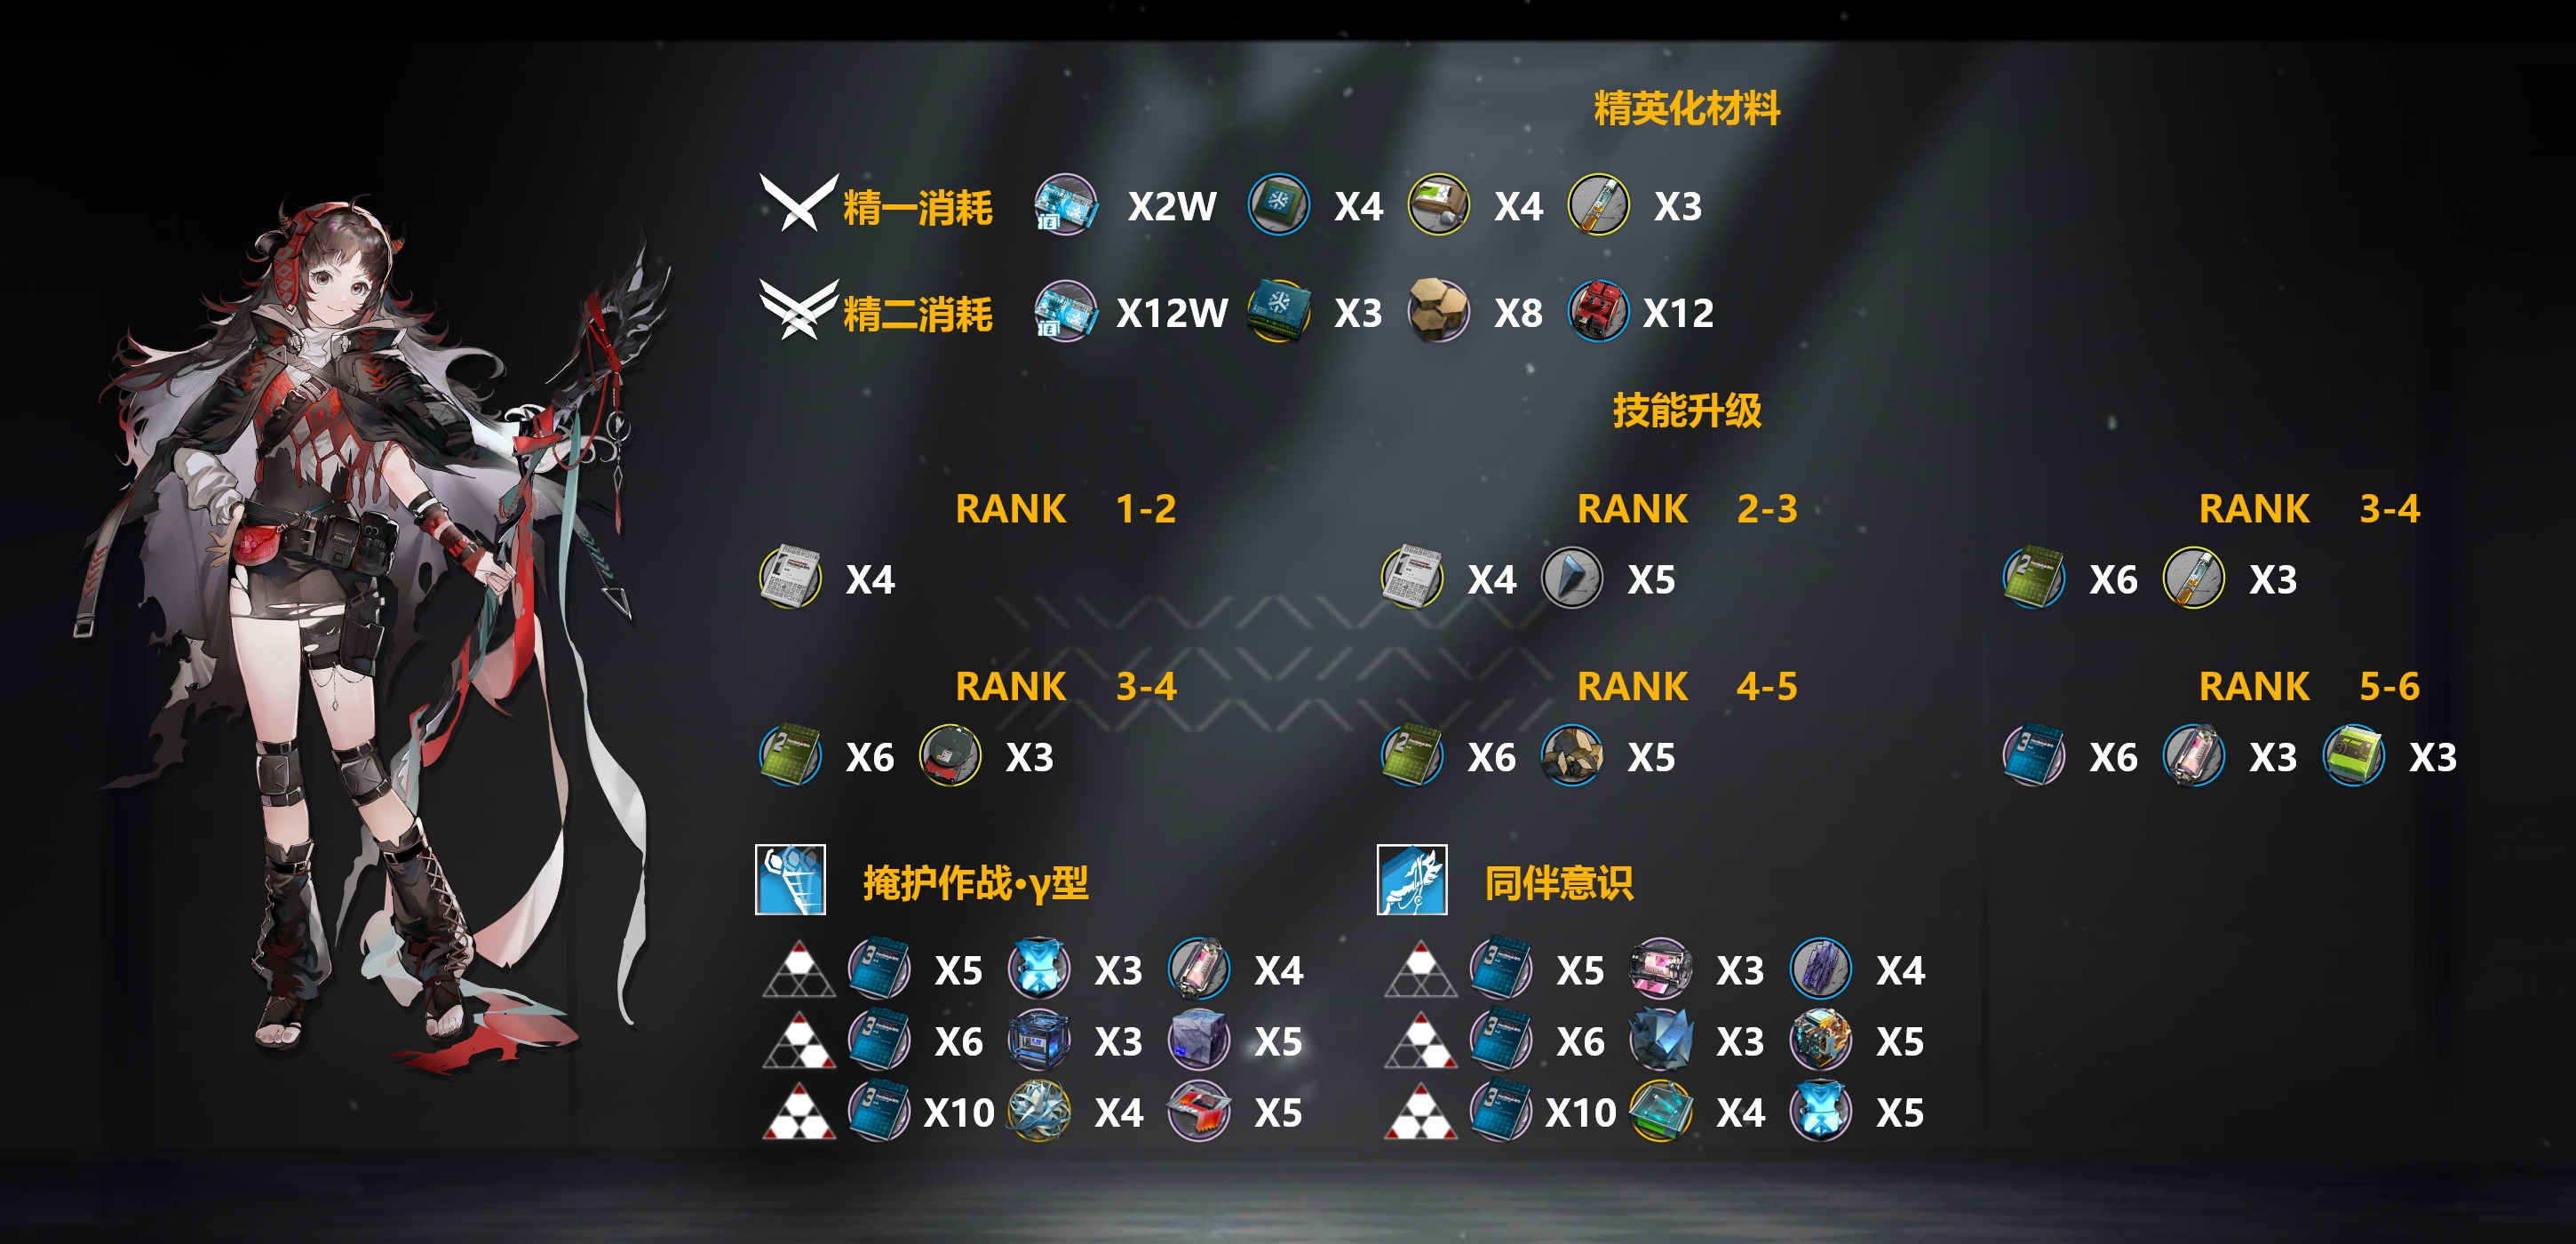 精英化材料
精一消耗 X2W X4 X4 X3
精二消耗 X12W X3 X8 X12
技能升级
RANK 1-2 RANK 2-3 RANK 3-4
X4 X4 X5 X6 X3
RANK 3-4 RANK 4-5 RANK 5-6
X6 X3 X6 X5 X6 X3 X3
掩护作战·γ型 同伴意识
X5 X3 X4 X5 X3 X4
X6 X3 X5 X6 X3 X5
X10 X4 X5 X10 X4 X5